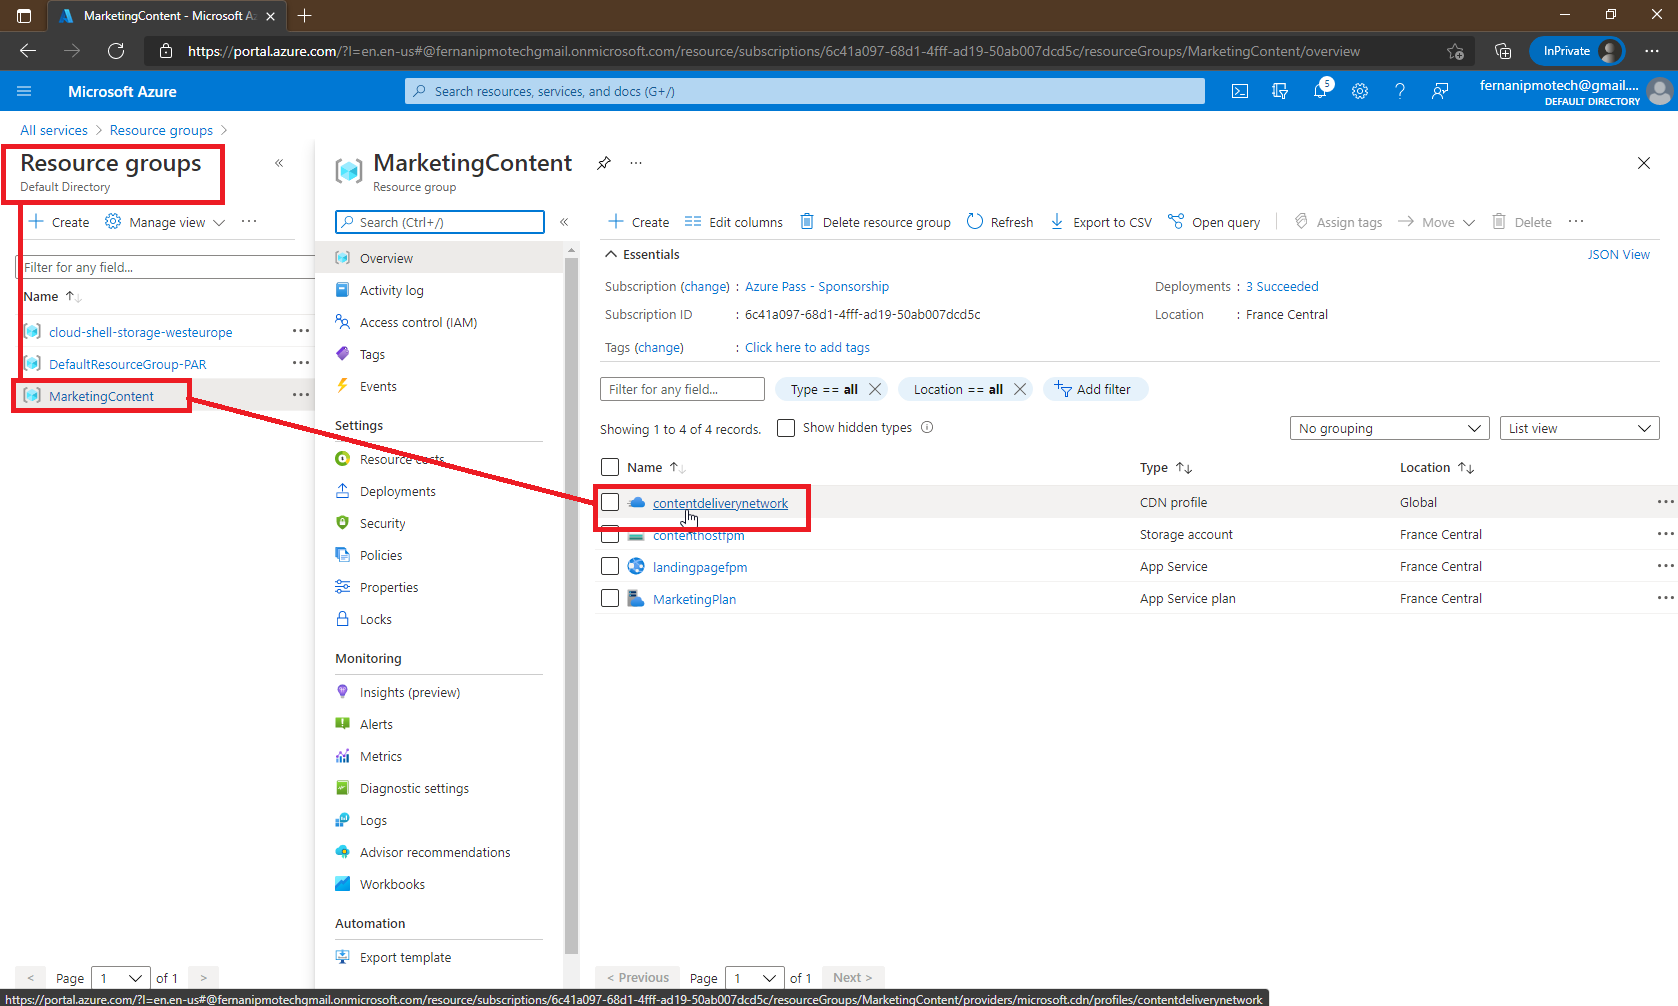 MarketingContent - Microsoft A
https://portal.azure.com/?l=en.en-us#@fernanipmotechgmail.onmicrosoft.com/resource/subscriptions/6c41a097-68d1-4fff-ad19-50ab007dcd5c/resourceGroups/MarketingContent/overview
InPrivate
Microsoft Azure
Search resources, services, and docs (G+/)
5
fernanipmotech@gmail....
DEFAULT DIRECTORY
All services > Resource groups >
Resource groups
Default Directory
Create
Manage view
Filter for any field...
Name
cloud-shell-storage-westeurope
DefaultResourceGroup-PAR
MarketingContent
< Page 1 of 1 >
MarketingContent
Resource group
Search (Ctrl+/)
Overview
Activity log
Access control (IAM)
Tags
Events
Settings
Resource costs
Deployments
Security
Policies
Properties
Locks
Monitoring
Insights (preview)
Alerts
Metrics
Diagnostic settings
Logs
Advisor recommendations
Workbooks
Automation
Export template
Create Edit columns Delete resource group Refresh Export to CSV Open query Assign tags Move Delete
Essentials
JSON View
Subscription (change) : Azure Pass - Sponsorship
Deployments : 3 Succeeded
Subscription ID : 6c41a097-68d1-4fff-ad19-50ab007dcd5c
Location : France Central
Tags (change) : Click here to add tags
Filter for any field... Type == all Location == all Add filter
Showing 1 to 4 of 4 records. Show hidden types
No grouping List view
Name Type Location
contentdeliverynetwork CDN profile Global
contenthostfpm Storage account France Central
landingpagefpm App Service France Central
MarketingPlan App Service plan France Central
< Previous Page 1 of 1 Next >
https://portal.azure.com/?l=en.en-us#@fernanipmotechgmail.onmicrosoft.com/resource/subscriptions/6c41a097-68d1-4fff-ad19-50ab007dcd5c/resourceGroups/MarketingContent/providers/microsoft.cdn/profiles/contentdeliverynetwork